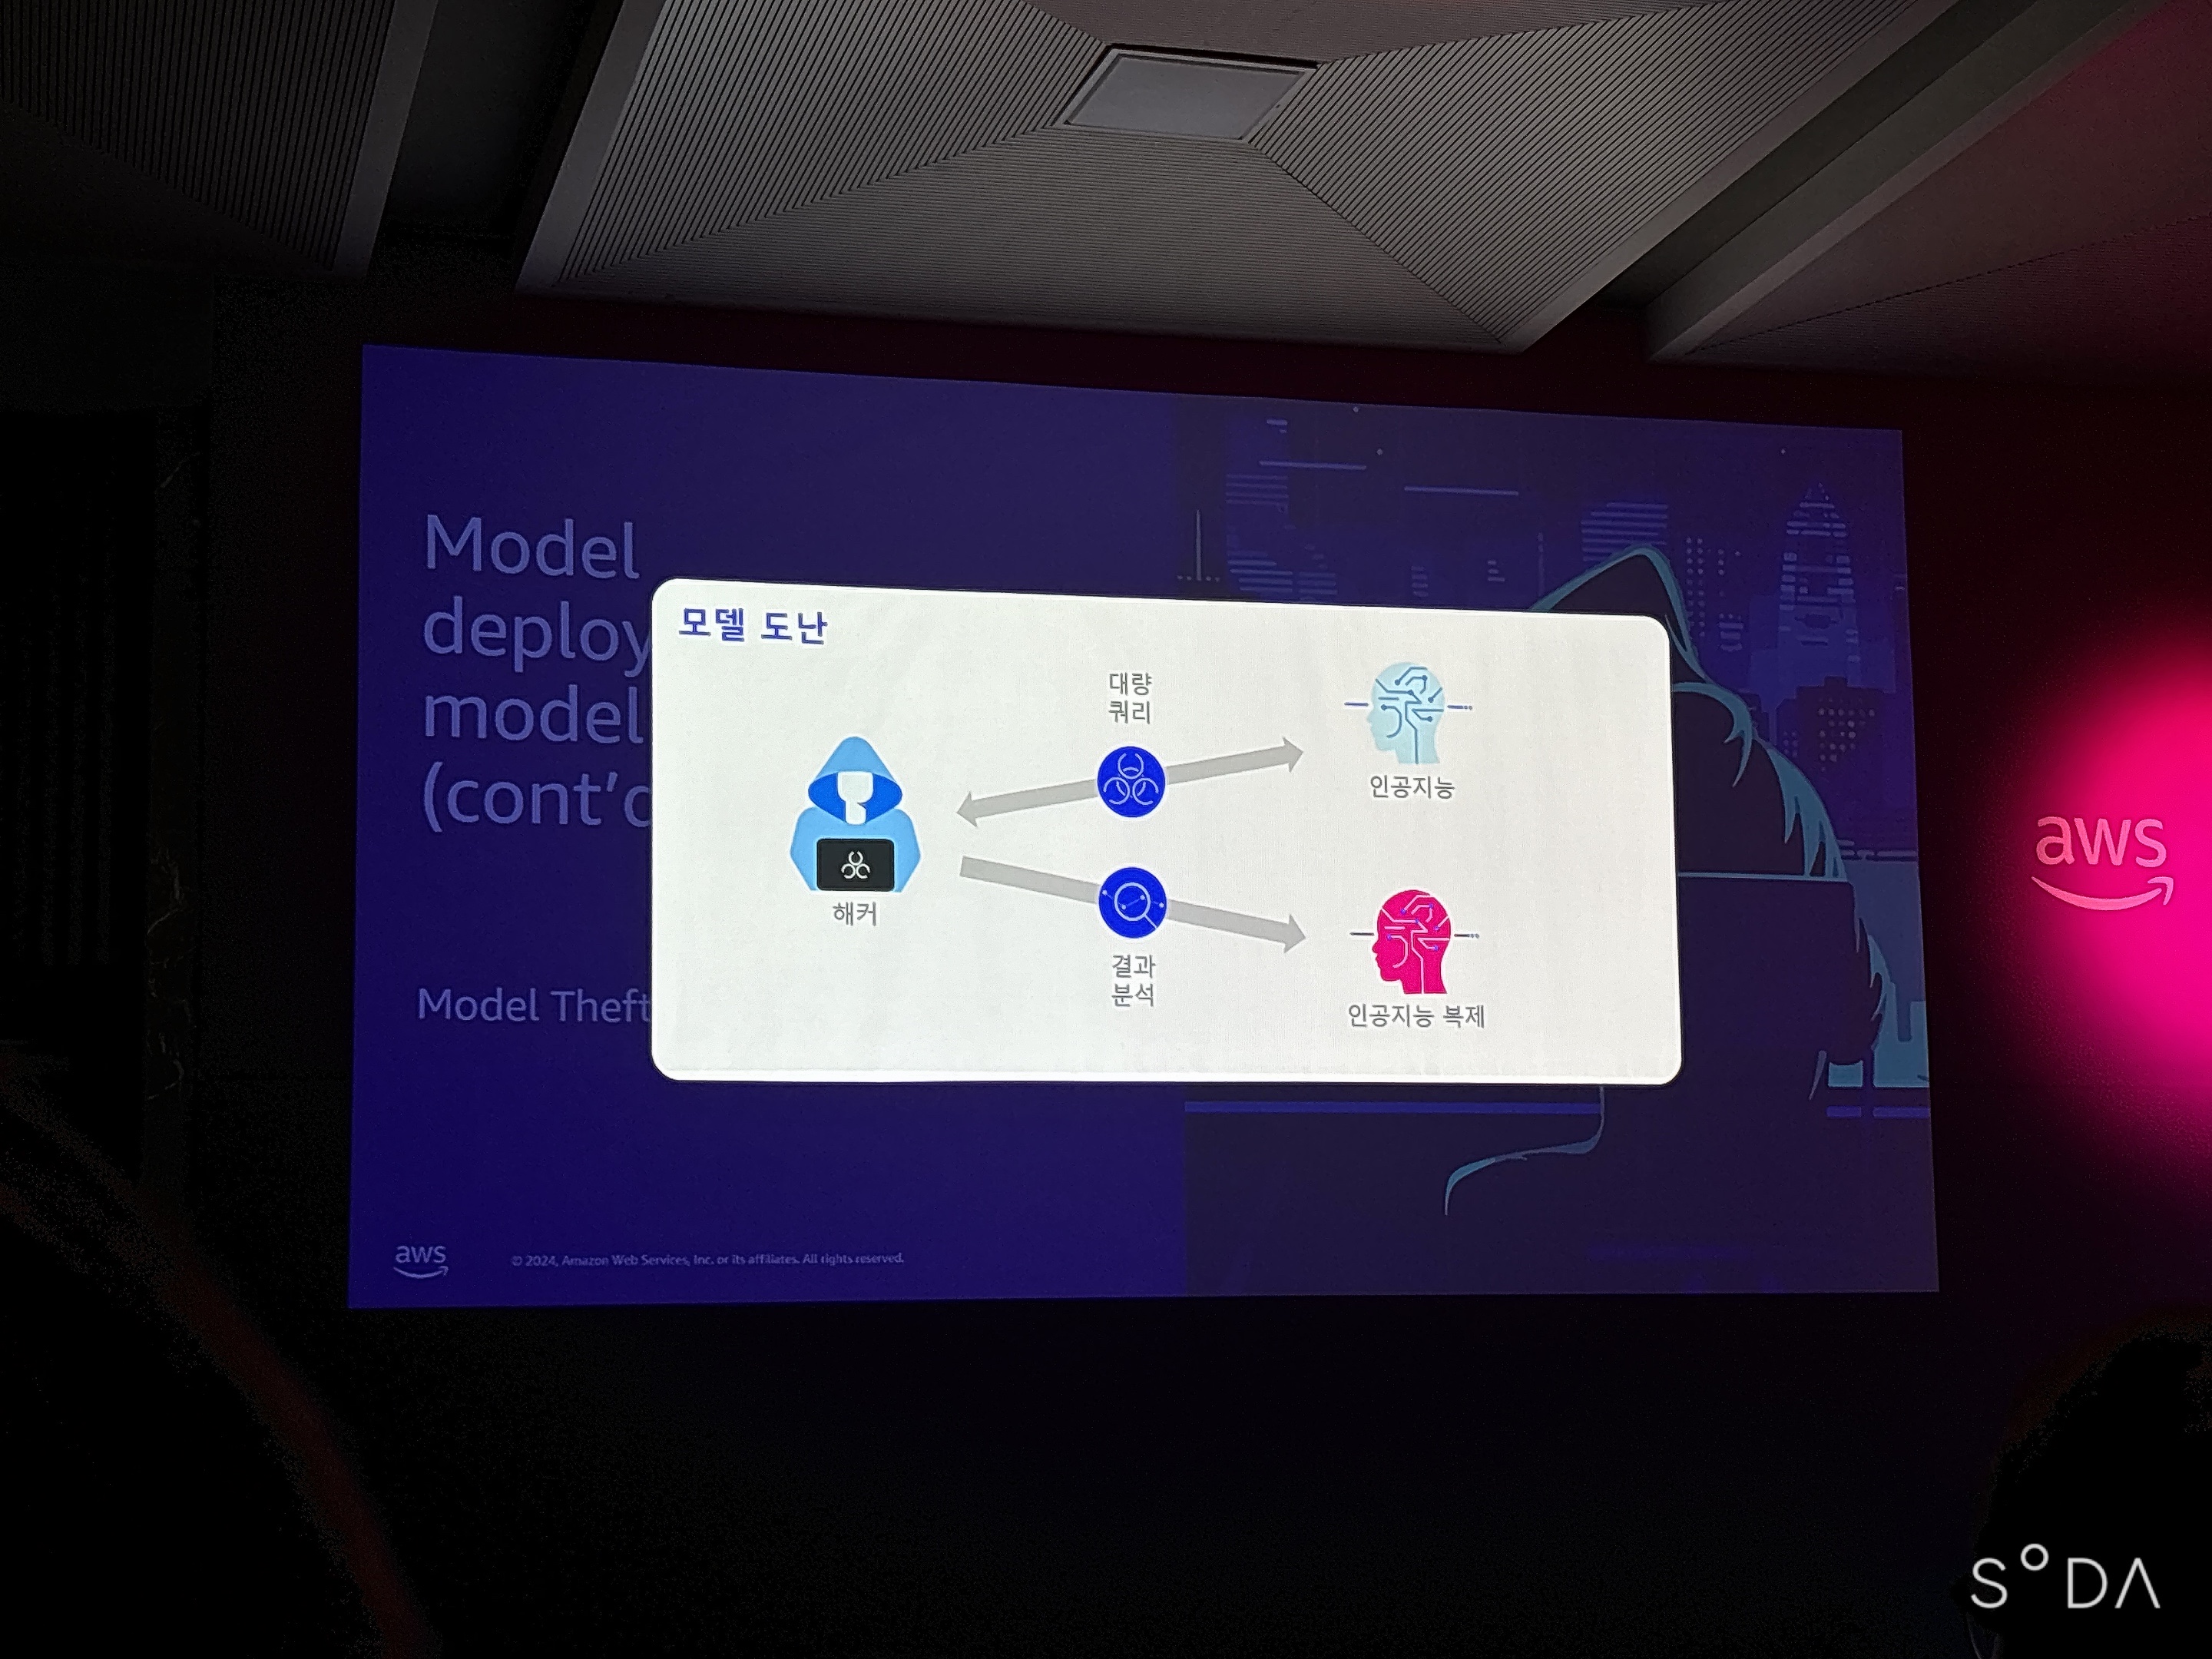 Model
deploy
model
(cont'd
Model Theft
모델 도난
대량
쿼리
인공지능
해커
결과
분석
인공지능 복제
aws
© 2024, Amazon Web Services, Inc. or its affiliates. All rights reserved.
aws
SODA